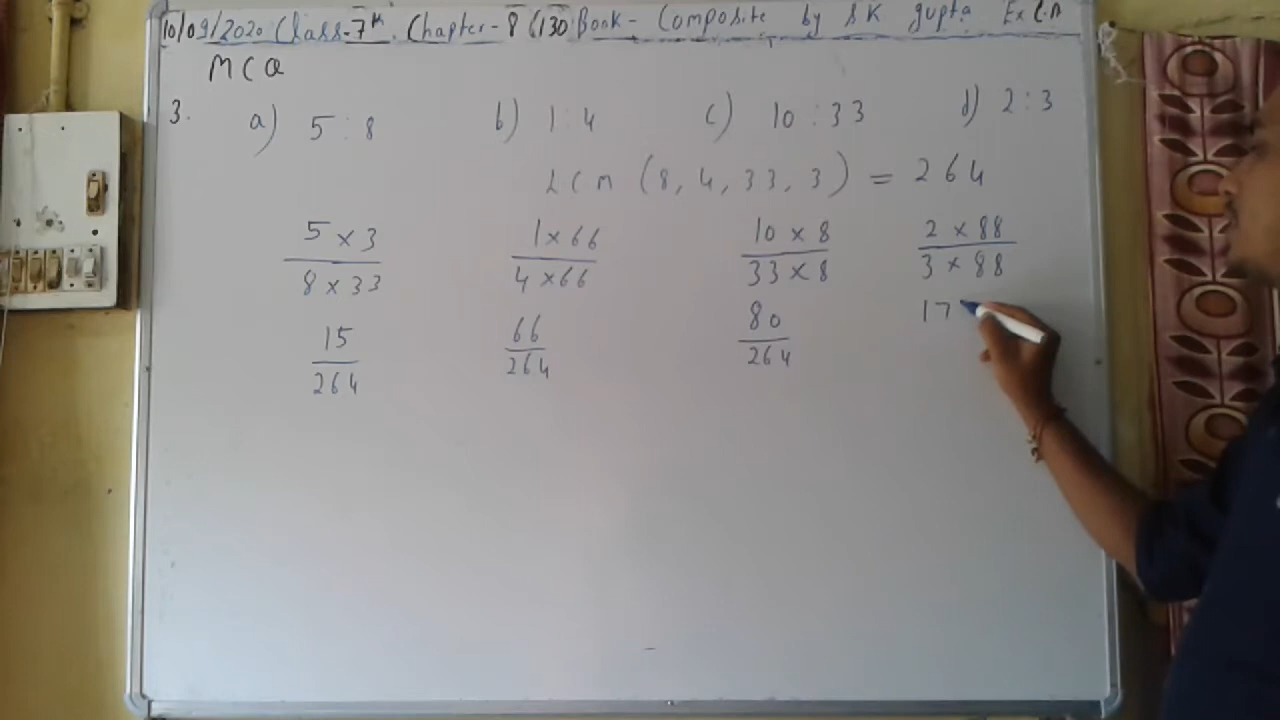 10/09/2020 Class-7th. Chapter-8 (130 Book- Composite by S K gupta Ex
MCQ
3. a) 5:8 b) 1:4 c) 10:33 d) 2:3
LCM (8, 4, 33, 3) = 264
5 x 3 1 x 66 10 x 8 2 x 88
8 x 33 4 x 66 33 x 8 3 x 88
15 66 80 17
264 264 264